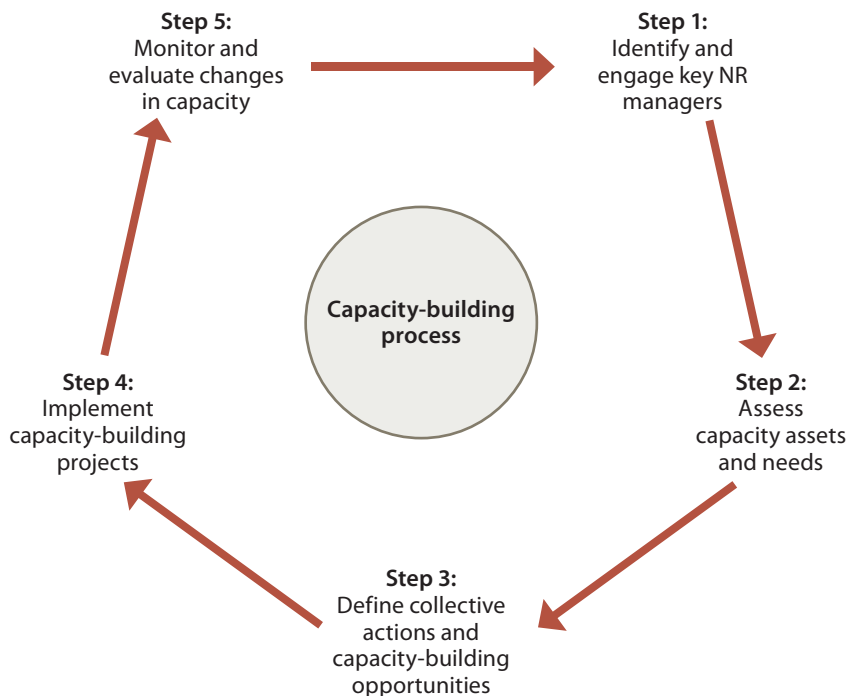 Step 5:
Monitor and
evaluate changes
in capacity
Step 1:
Identify and
engage key NR
managers
Capacity-building
process
Step 4:
Implement
capacity-building
projects
Step 2:
Assess
capacity assets
and needs
Step 3:
Define collective
actions and
capacity-building
opportunities